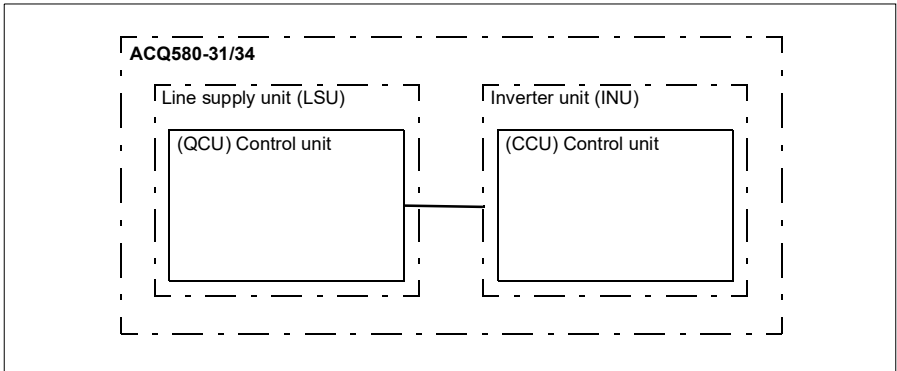 ACQ580-31/34
Line supply unit (LSU)
Inverter unit (INU)
(QCU) Control unit
(CCU) Control unit